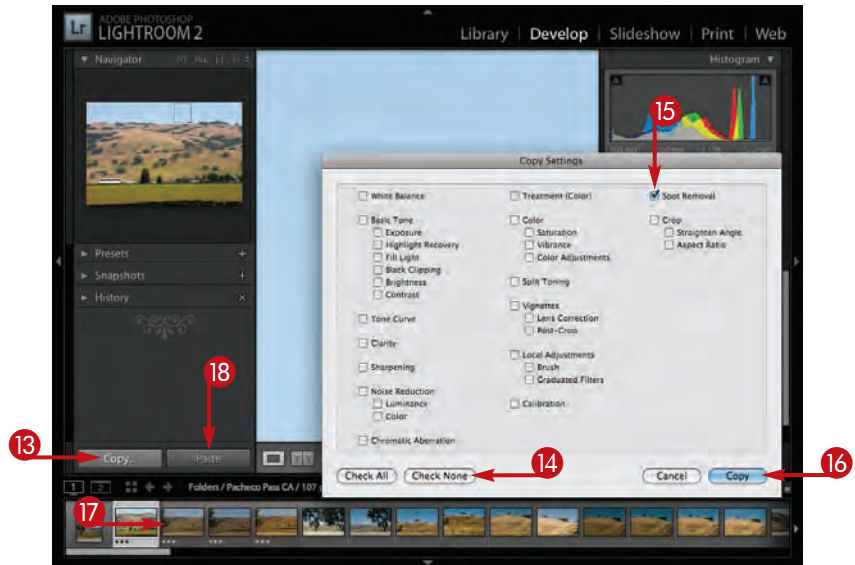 ADOBE PHOTOSHOP
Lr LIGHTROOM 2
Library | Develop | Slideshow | Print | Web
Navigator
Histogram
15
Copy Settings
White Balance
Treatment (Color)
Spot Removal
Basic Tone
Color
Crop
Exposure
Saturation
Straighten Angle
Highlight Recovery
Vibrance
Aspect Ratio
Fill Light
Color Adjustments
Black Clipping
Brightness
Split Toning
Contrast
Vignettes
Tone Curve
Lens Correction
Post-Crop
Clarity
Local Adjustments
Sharpening
Brush
Graduated Filters
Noise Reduction
Luminance
Calibration
Color
Chromatic Aberration
Presets
Snapshots
History
18
13
Copy...
Paste
14
16
Check All
Check None
Cancel
Copy
1 2
Folders / Pacheco Pass CA / 107
17